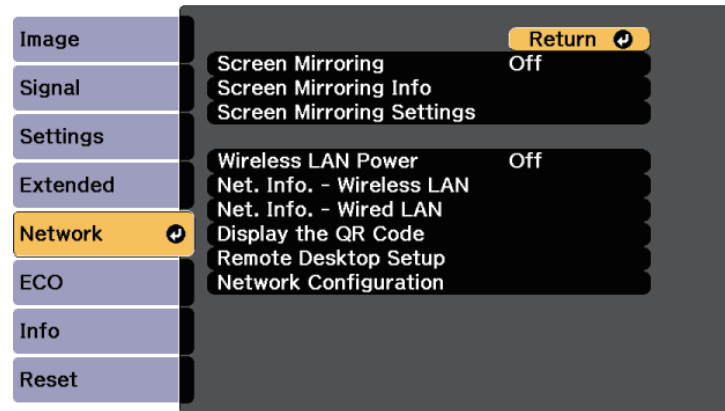 Image
Signal
Settings
Extended
Network
ECO
Info
Reset
Return
Screen Mirroring Off
Screen Mirroring Info
Screen Mirroring Settings
Wireless LAN Power Off
Net. Info. - Wireless LAN
Net. Info. - Wired LAN
Display the QR Code
Remote Desktop Setup
Network Configuration